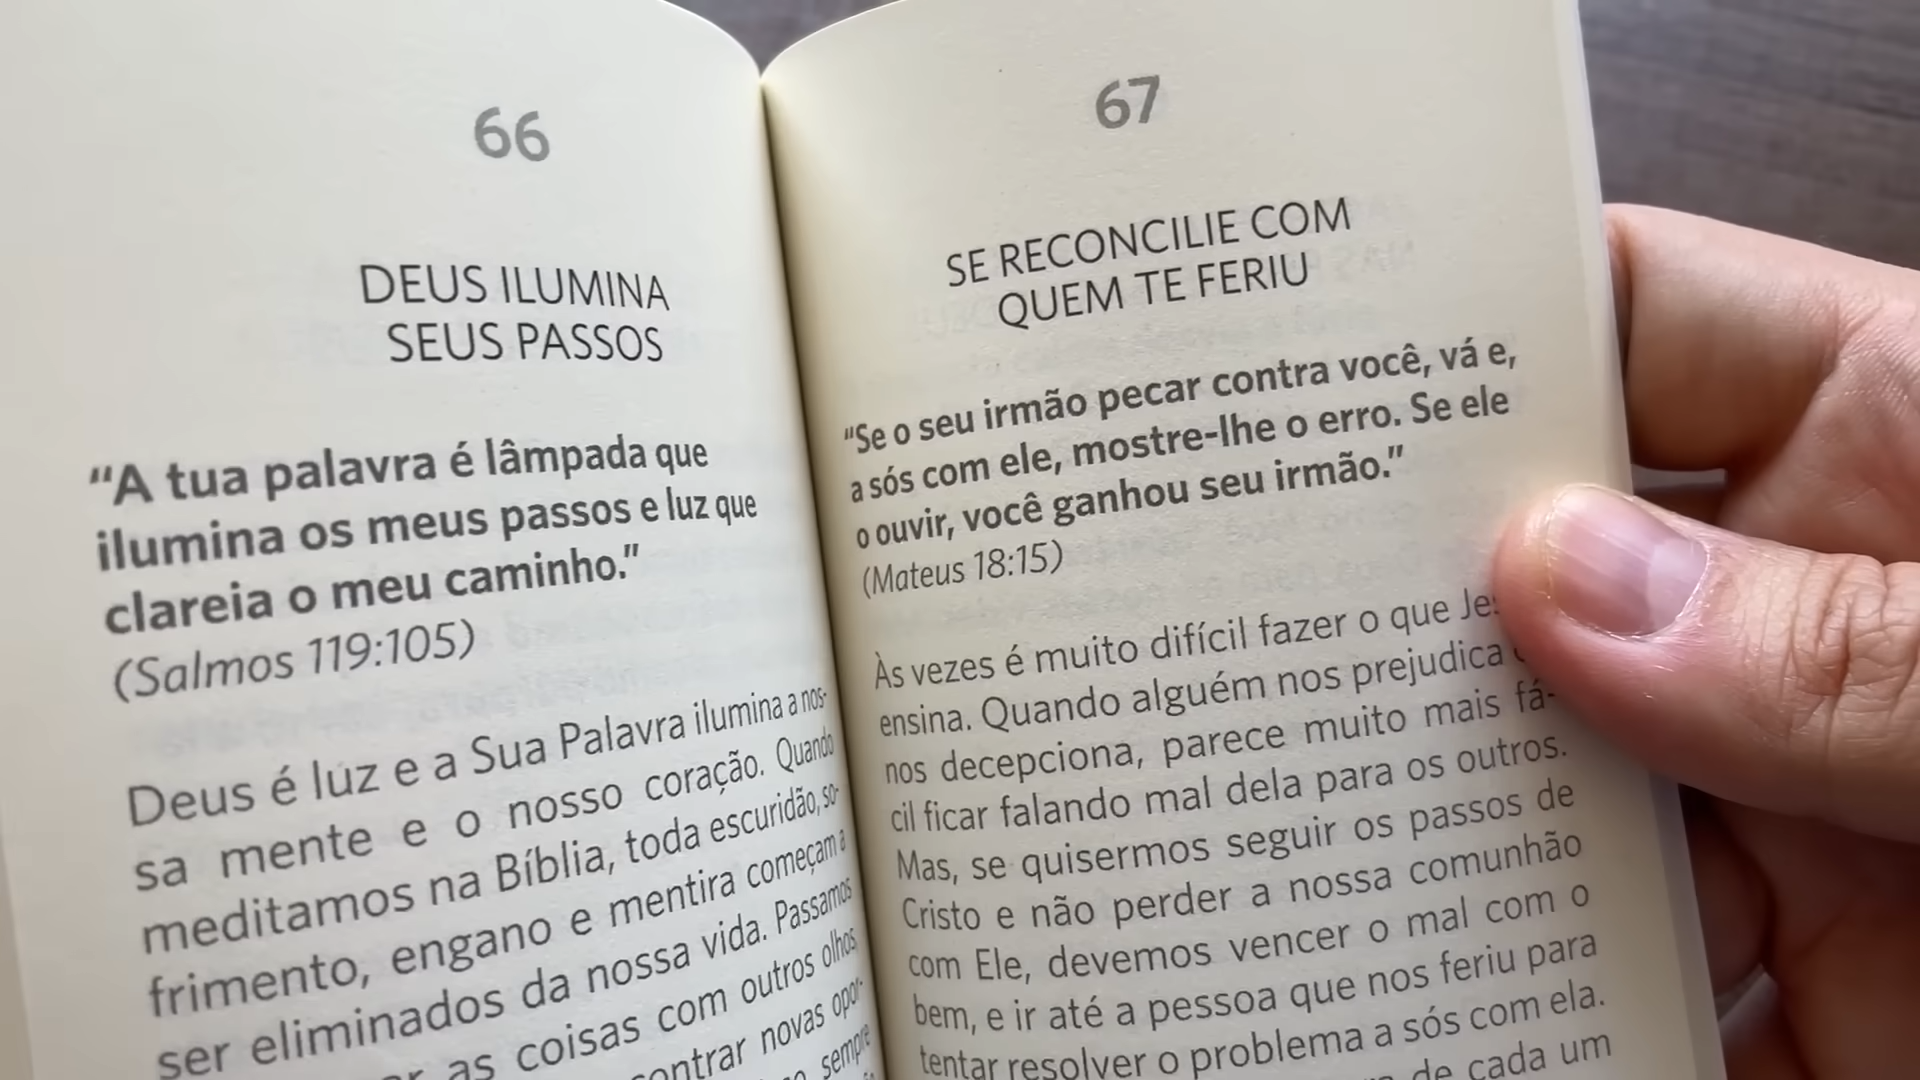 66
DEUS ILUMINA
SEUS PASSOS
“A tua palavra é lâmpada que
ilumina os meus passos e luz que
clareia o meu caminho.”
(Salmos 119:105)
Deus é luz e a Sua Palavra ilumina a nos-
sa mente e o nosso coração. Quando
meditamos na Bíblia, toda escuridão, so-
frimento, engano e mentira começam a
ser eliminados da nossa vida. Passamos
as coisas com outros olhos
novas opor-
sempre
67
SE RECONCILIE COM
QUEM TE FERIU
“Se o seu irmão pecar contra você, vá e,
a sós com ele, mostre-lhe o erro. Se ele
o ouvir, você ganhou seu irmão.”
(Mateus 18:15)
Às vezes é muito difícil fazer o que
ensina. Quando alguém nos prejudica
nos decepciona, parece muito mais fá-
cil ficar falando mal dela para os outros.
Mas, se quisermos seguir os passos de
Cristo e não perder a nossa comunhão
com Ele, devemos vencer o mal com o
bem, e ir até a pessoa que nos feriu para
tentar resolver o problema a sós com ela.
de cada um